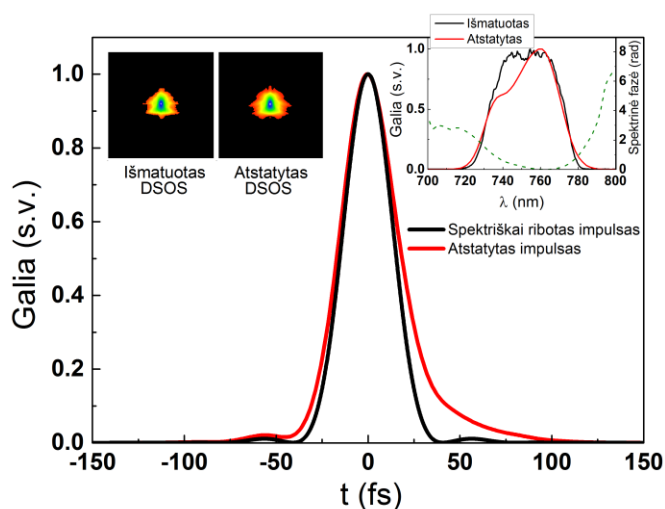 Galia (s.v.)
1.0
0.8
0.6
0.4
0.2
0.0
-150
-100
-50
0
50
100
150
t (fs)
Išmatuotas
DSOS
Atstatytas
DSOS
Išmatuotas
Atstatytas
Galia (s.v.)
1.0
0.5
0.0
8
6
4
2
0
Spektrinė fazė (rad)
700
720
740
760
780
800
λ (nm)
Spektriškai ribotas impulsas
Atstatytas impulsas